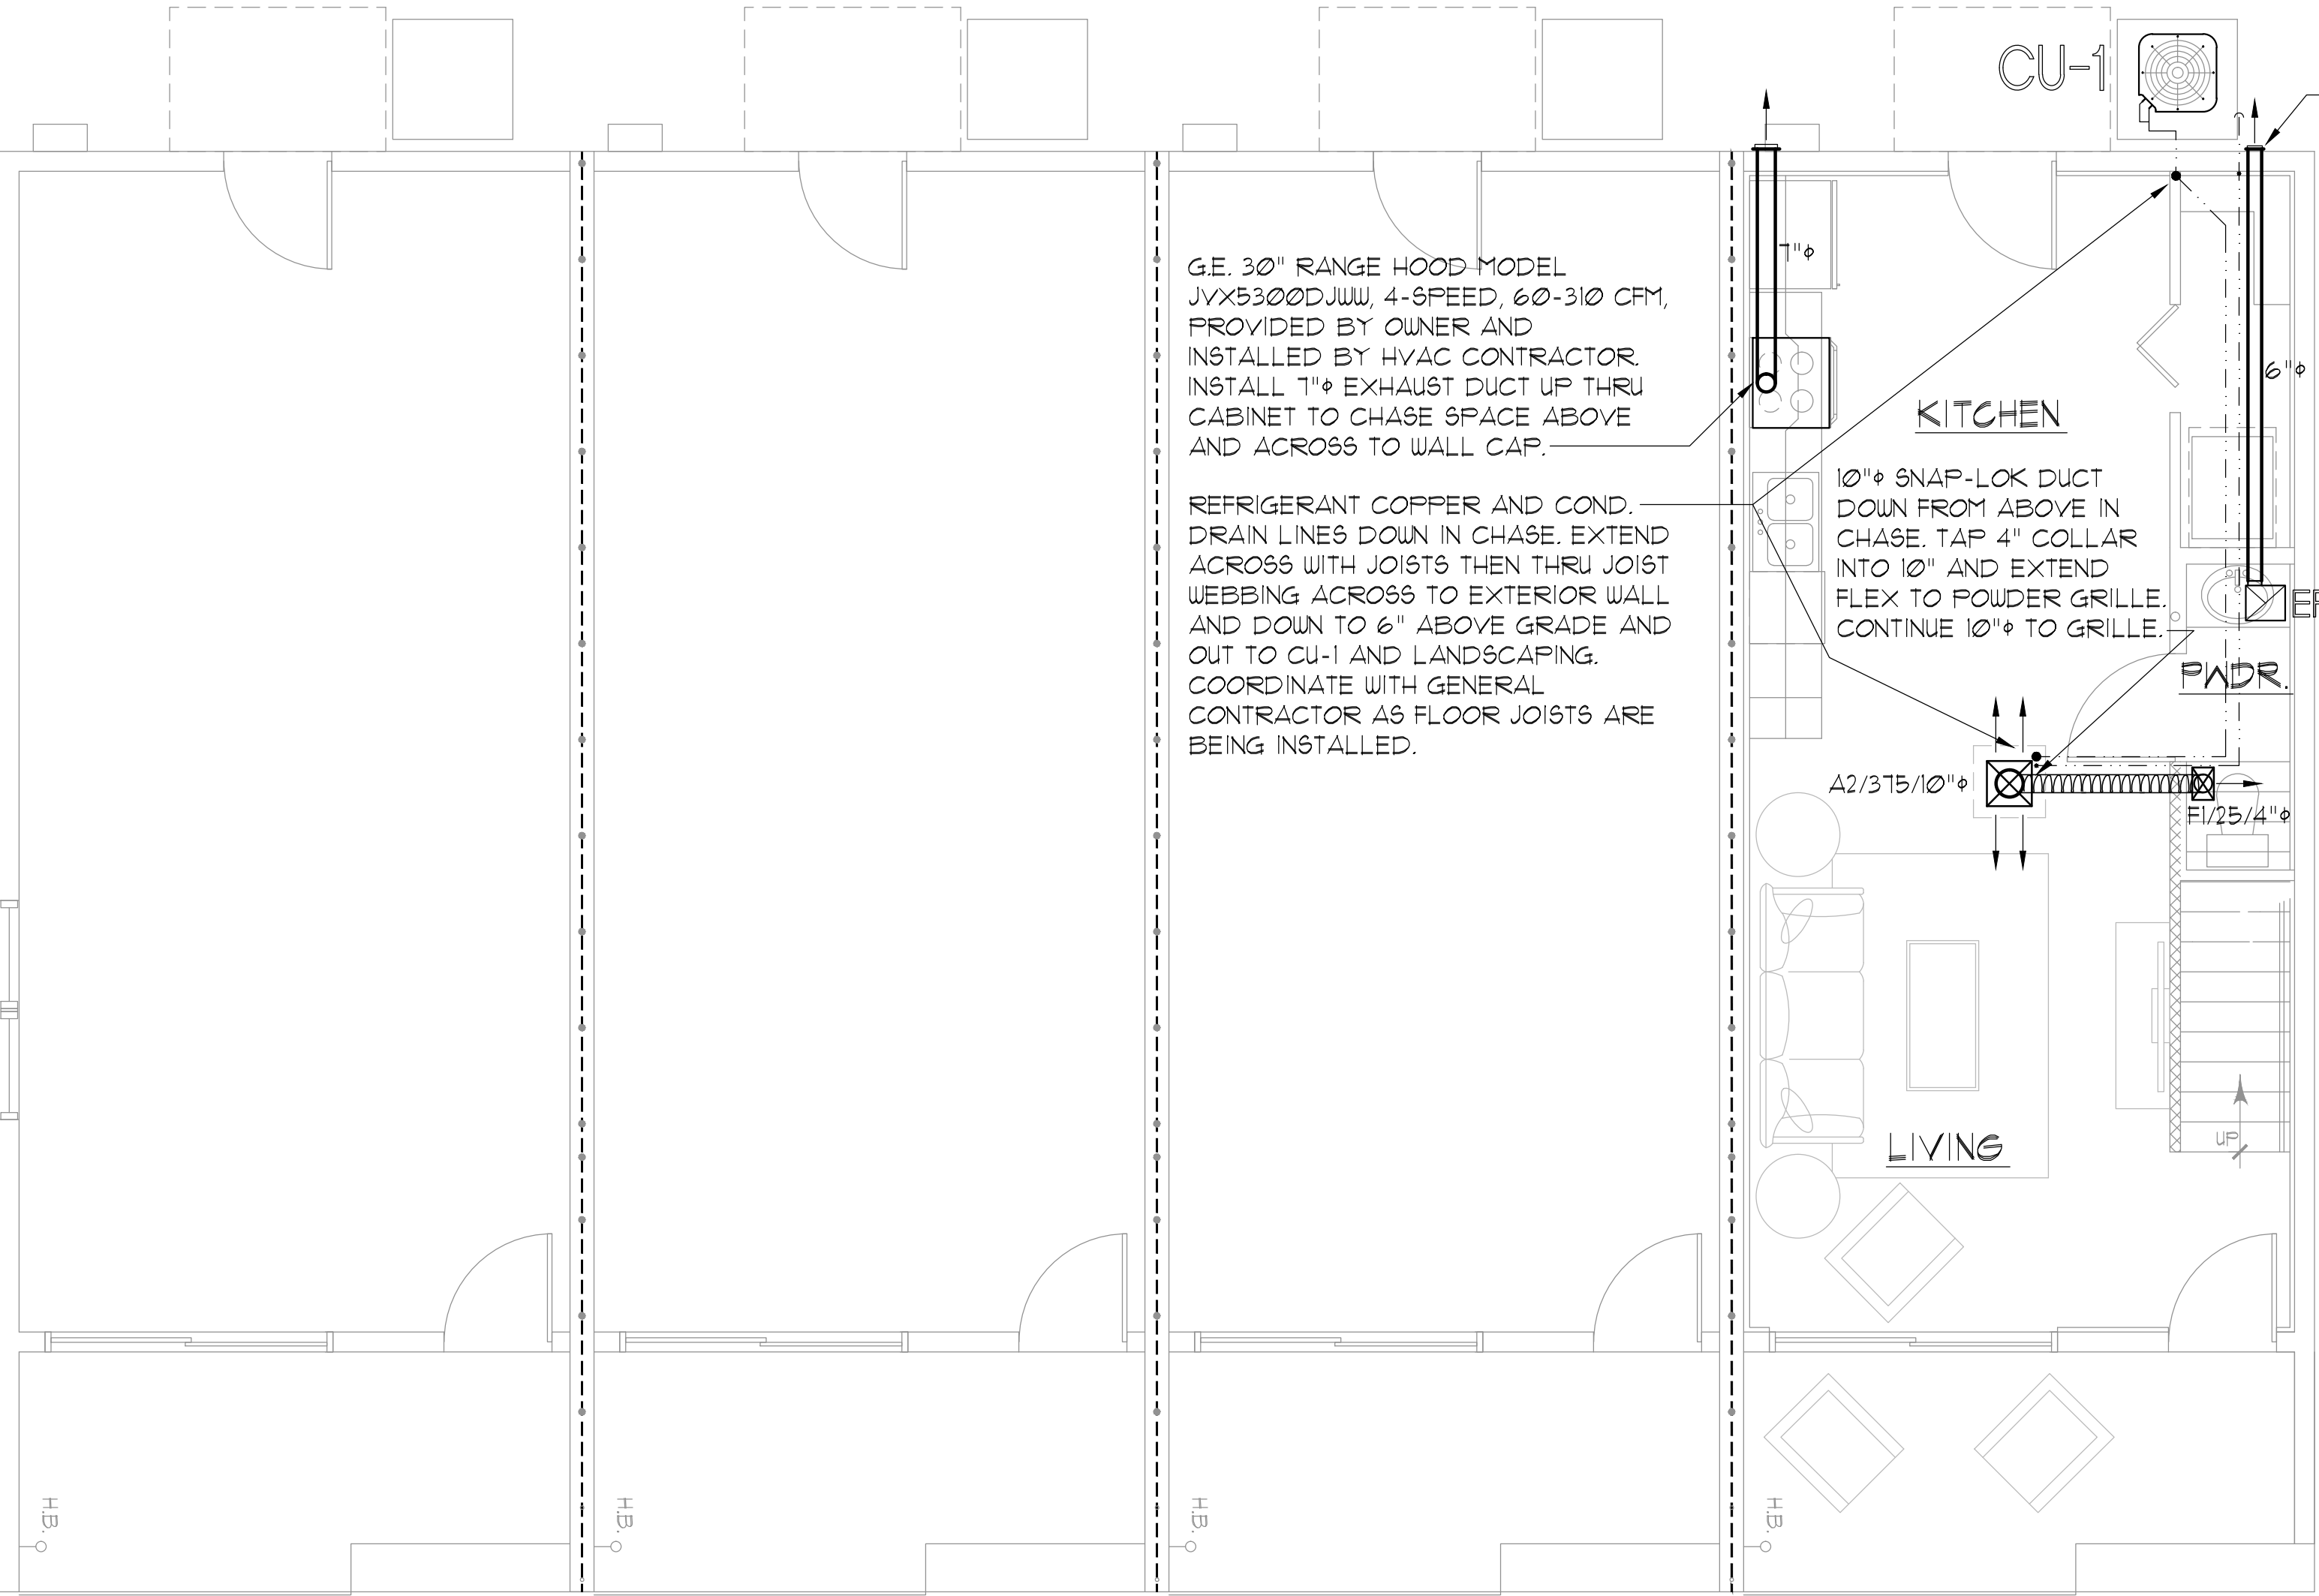 CU-1
7"φ
G.E. 30" RANGE HOOD MODEL
JVX5300DJWW, 4-SPEED, 60-310 CFM,
PROVIDED BY OWNER AND
INSTALLED BY HVAC CONTRACTOR.
INSTALL 7"φ EXHAUST DUCT UP THRU
CABINET TO CHASE SPACE ABOVE
AND ACROSS TO WALL CAP.
6"φ
KITCHEN
REFRIGERANT COPPER AND COND.
DRAIN LINES DOWN IN CHASE. EXTEND
ACROSS WITH JOISTS THEN THRU JOIST
WEBBING ACROSS TO EXTERIOR WALL
AND DOWN TO 6" ABOVE GRADE AND
OUT TO CU-1 AND LANDSCAPING.
COORDINATE WITH GENERAL
CONTRACTOR AS FLOOR JOISTS ARE
BEING INSTALLED.
10"φ SNAP-LOK DUCT
DOWN FROM ABOVE IN
CHASE. TAP 4" COLLAR
INTO 10" AND EXTEND
FLEX TO POWDER GRILLE.
CONTINUE 10"φ TO GRILLE.
PWDR.
A2/375/10"φ
F1/25/4"φ
UP
LIVING
H.B.
H.B.
H.B.
H.B.